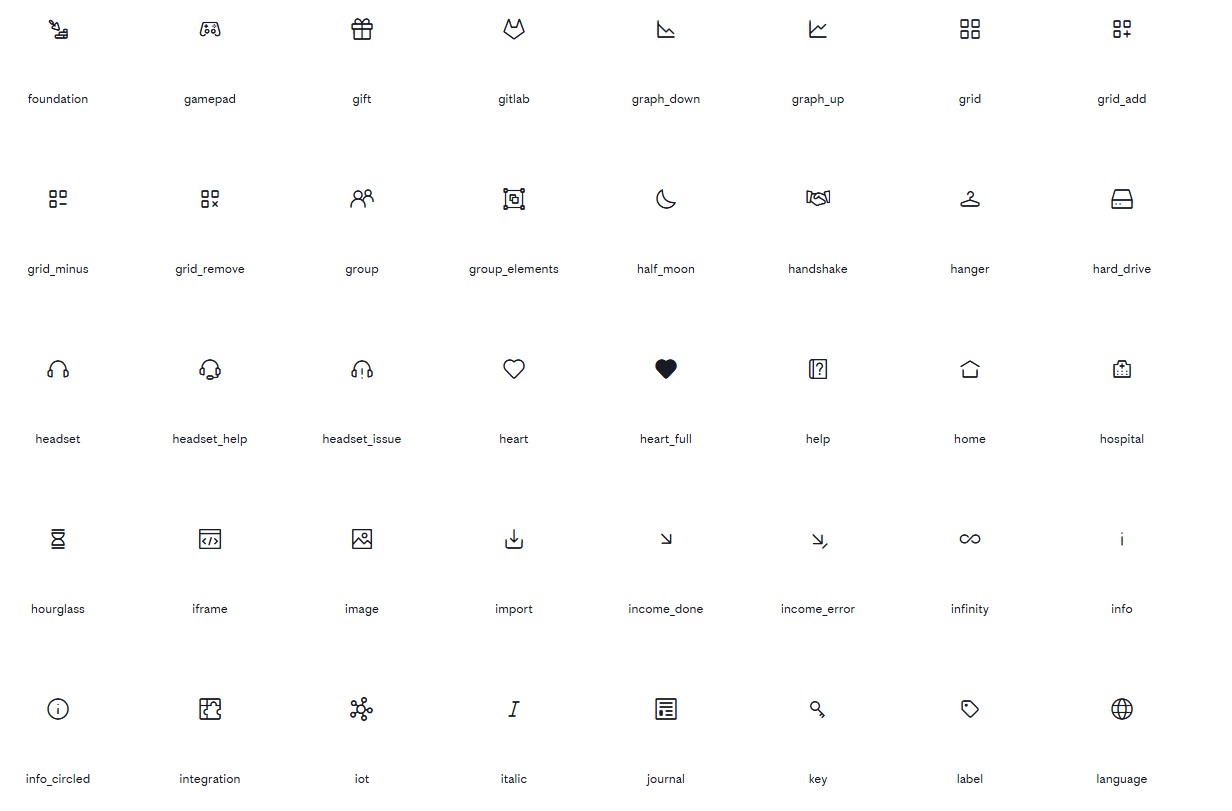 foundation gamepad gift gitlab graph_down graph_up grid grid_add
grid_minus grid_remove group group_elements half_moon handshake hanger hard_drive
headset headset_help headset_issue heart heart_full help home hospital
hourglass iframe image import income_done income_error infinity info
info_circled integration iot italic journal key label language